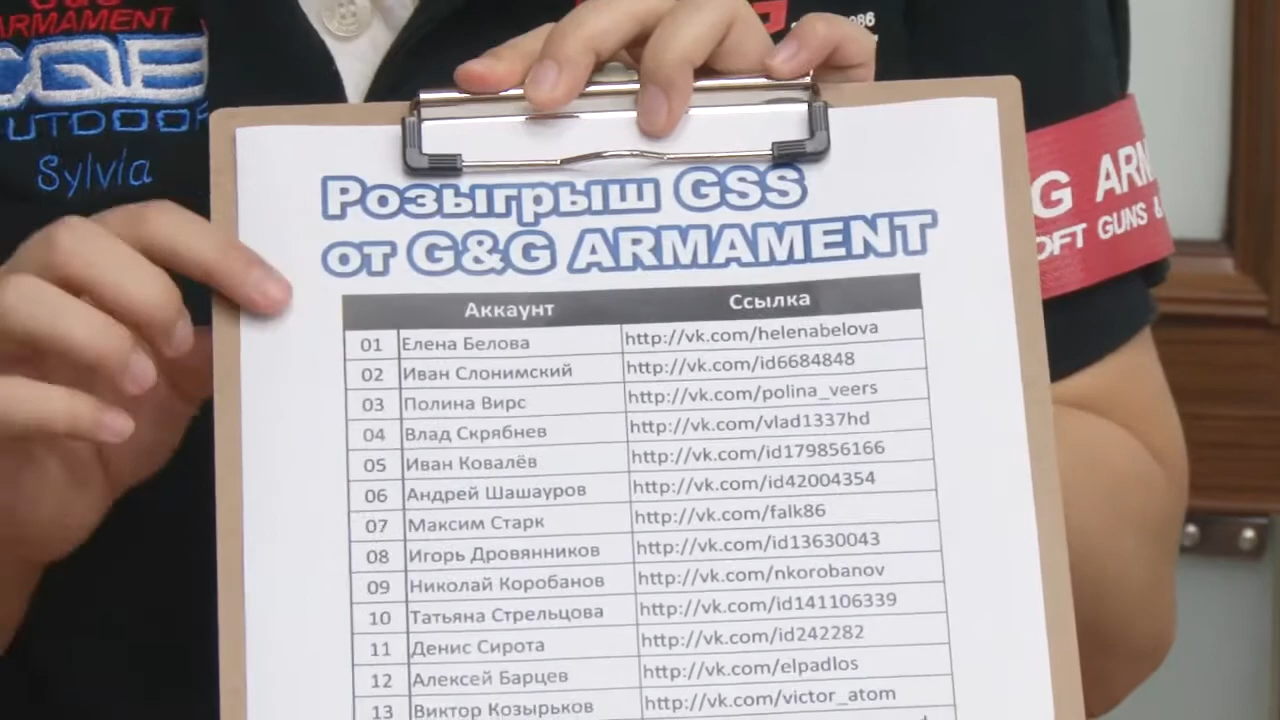 G&G
ARMAMENT
CQB
OUTDOOR
Sylvia
G ARM
SOFT GUNS &
Розыгрыш GSS
от G&G ARMAMENT
Аккаунт Ссылка
01 Елена Белова http://vk.com/helenabelova
02 Иван Слонимский http://vk.com/id6684848
03 Полина Вирс http://vk.com/polina_veers
04 Влад Скрябнев http://vk.com/vlad1337hd
05 Иван Ковалёв http://vk.com/id179856166
06 Андрей Шашауров http://vk.com/id42004354
07 Максим Старк http://vk.com/falk86
08 Игорь Дровянников http://vk.com/id13630043
09 Николай Коробанов http://vk.com/nkorobanov
10 Татьяна Стрельцова http://vk.com/id141106339
11 Денис Сирота http://vk.com/id242282
12 Алексей Барцев http://vk.com/elpadlos
13 Виктор Козырьков http://vk.com/victor_atom